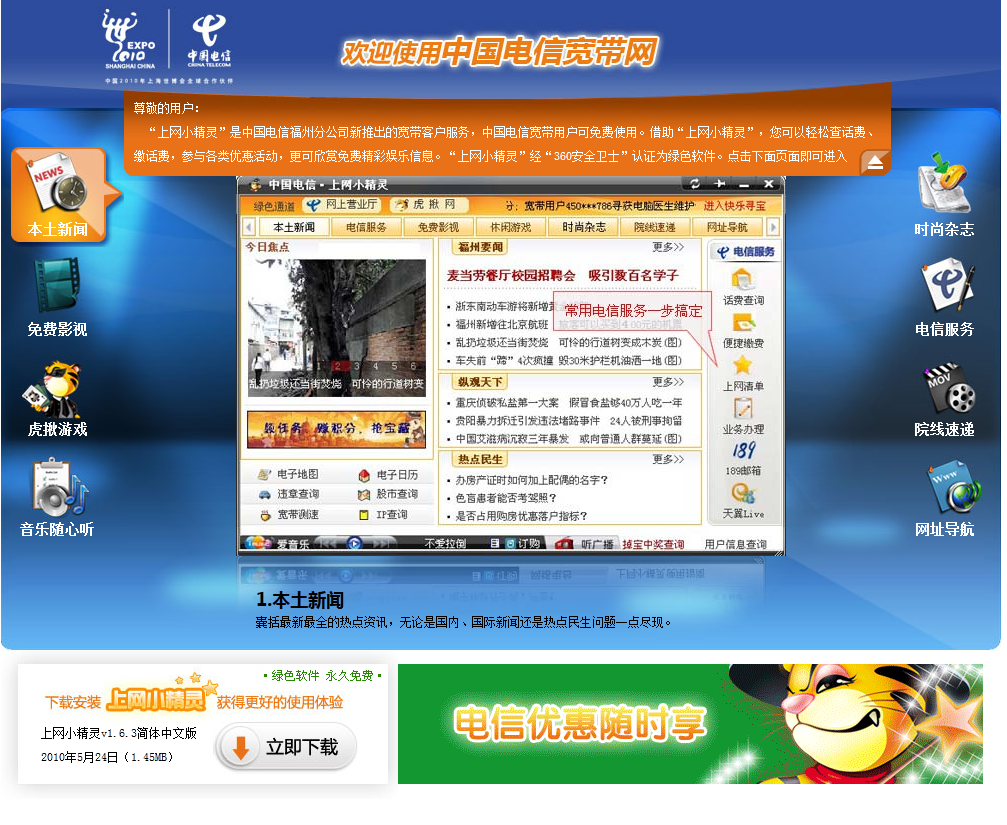 EXPO
2010
SHANGHAI CHINA
中国电信
CHINA TELECOM
中国2010年上海世博会全球合作伙伴
欢迎使用中国电信宽带网
尊敬的用户：
“上网小精灵”是中国电信福州分公司新推出的宽带客户服务，中国电信宽带用户可免费使用。借助“上网小精灵”，您可以轻松查话费、
缴话费，参与各类优惠活动，更可欣赏免费精彩娱乐信息。“上网小精灵”经“360安全卫士”认证为绿色软件。点击下面页面即可进入
NEWS
本土新闻
免费影视
虎揪游戏
音乐随心听
时尚杂志
电信服务
MOV
院线速递
Www
网址导航
中国电信 - 上网小精灵
绿色通道 网上营业厅 虎揪网 宽带用户450***786寻获电脑医生维护 进入快乐寻宝
本土新闻 电信服务 免费影视 休闲游戏 时尚杂志 院线速递 网址导航
今日焦点
1 2 3 4 5 6
乱扔垃圾还当街焚烧 可怜的行道树变
领任务、赚积分、抢宝藏
电子地图 电子日历
违章查询 股市查询
宽带测速 IP查询
福州要闻 更多>>
麦当劳餐厅校园招聘会 吸引数百名学子
浙东南动车游将新增
福州新增往北京航班
乱扔垃圾还当街焚烧 可怜的行道树变成木炭(图)
车失前“蹄”4次疯撞 毁30米护栏机油洒一地(图)
纵观天下 更多>>
重庆侦破私盐第一大案 假冒食盐够40万人吃一年
贵阳暴力拆迁引发违法堵路事件 24人被刑事拘留
中国艾滋病沉寂三年暴发 或向普通人群蔓延(图)
热点民生 更多>>
办房产证时如何加上配偶的名字？
色盲患者能否考驾照？
是否占用购房优惠落户指标？
电信服务
话费查询
便捷缴费
上网清单
业务办理
189
189邮箱
天翼Live
常用电信服务一步搞定
爱音乐 不爱拉倒 订购 听广播 掉宝中奖查询 用户信息查询
1.本土新闻
囊括最新最全的热点资讯，无论是国内、国际新闻还是热点民生问题一点尽现。
绿色软件 永久免费
下载安装 上网小精灵 获得更好的使用体验
上网小精灵v1.6.3简体中文版
2010年5月24日（1.45MB）
立即下载
电信优惠随时享